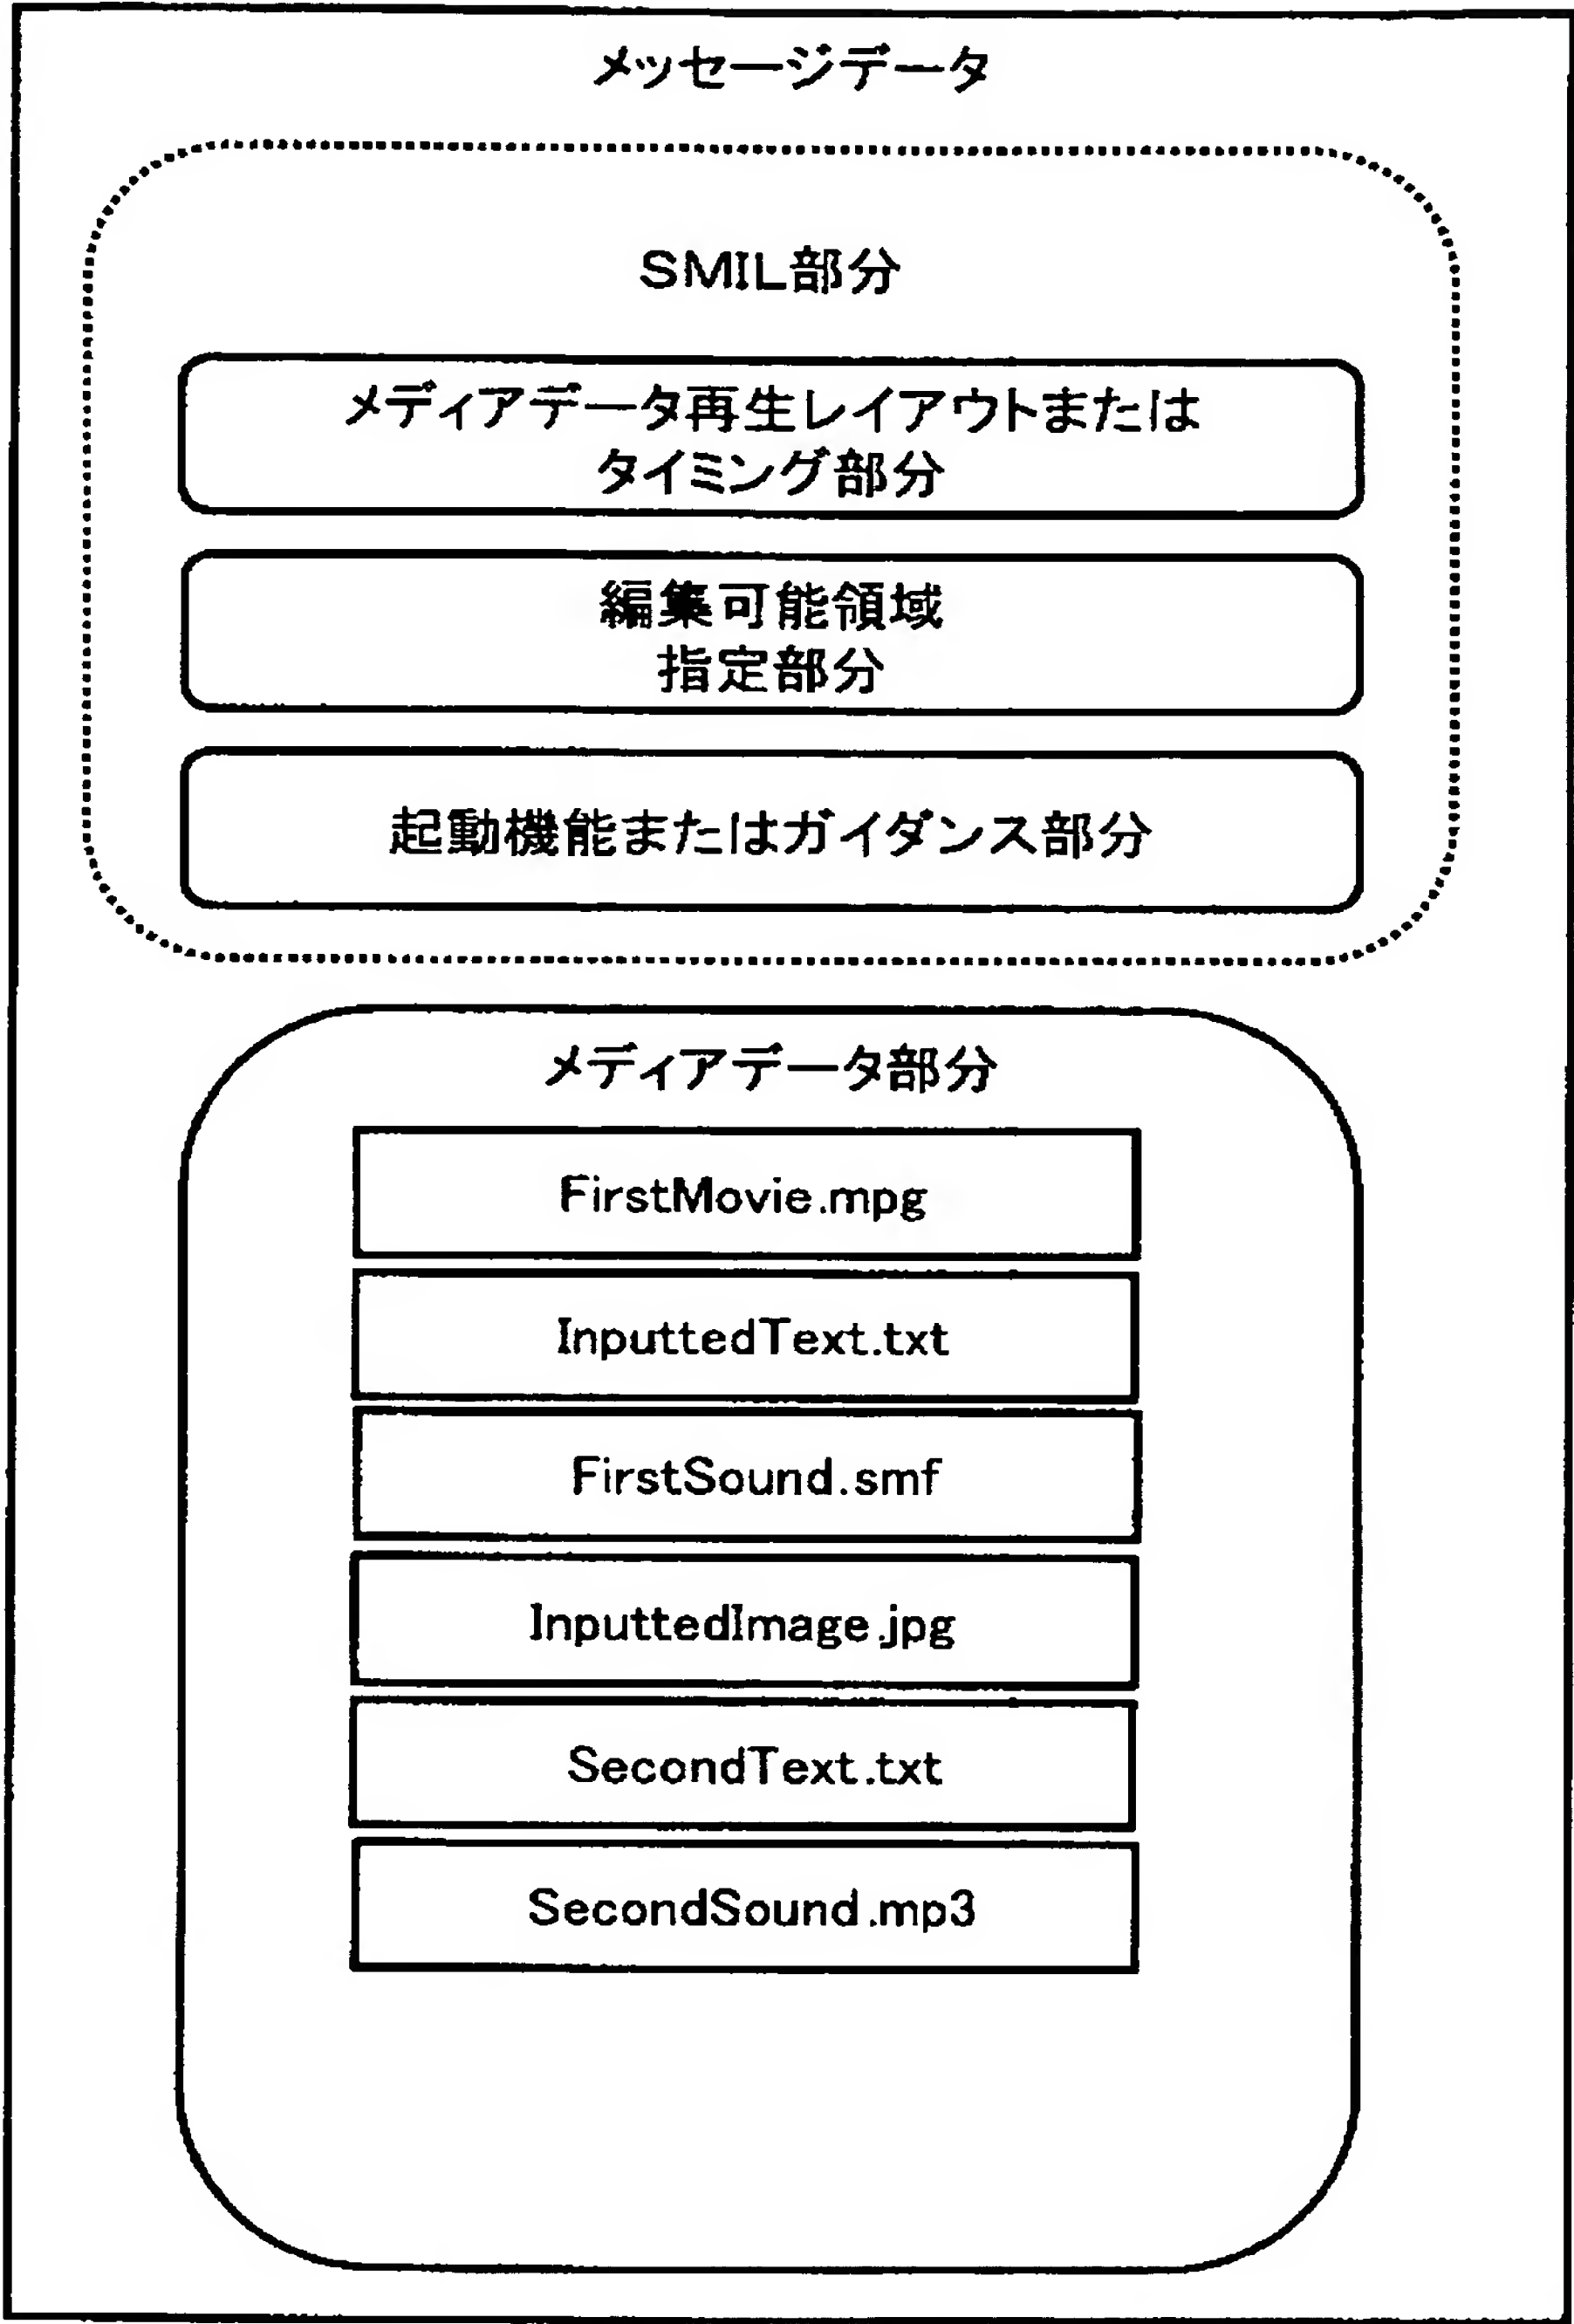 メッセージデータ
SMIL部分
メディアデータ再生レイアウトまたは
タイミング部分
編集可能領域
指定部分
起動機能またはガイダンス部分
メディアデータ部分
FirstMovie.mpg
InputtedText.txt
FirstSound.smf
InputtedImage.jpg
SecondText.txt
SecondSound.mp3